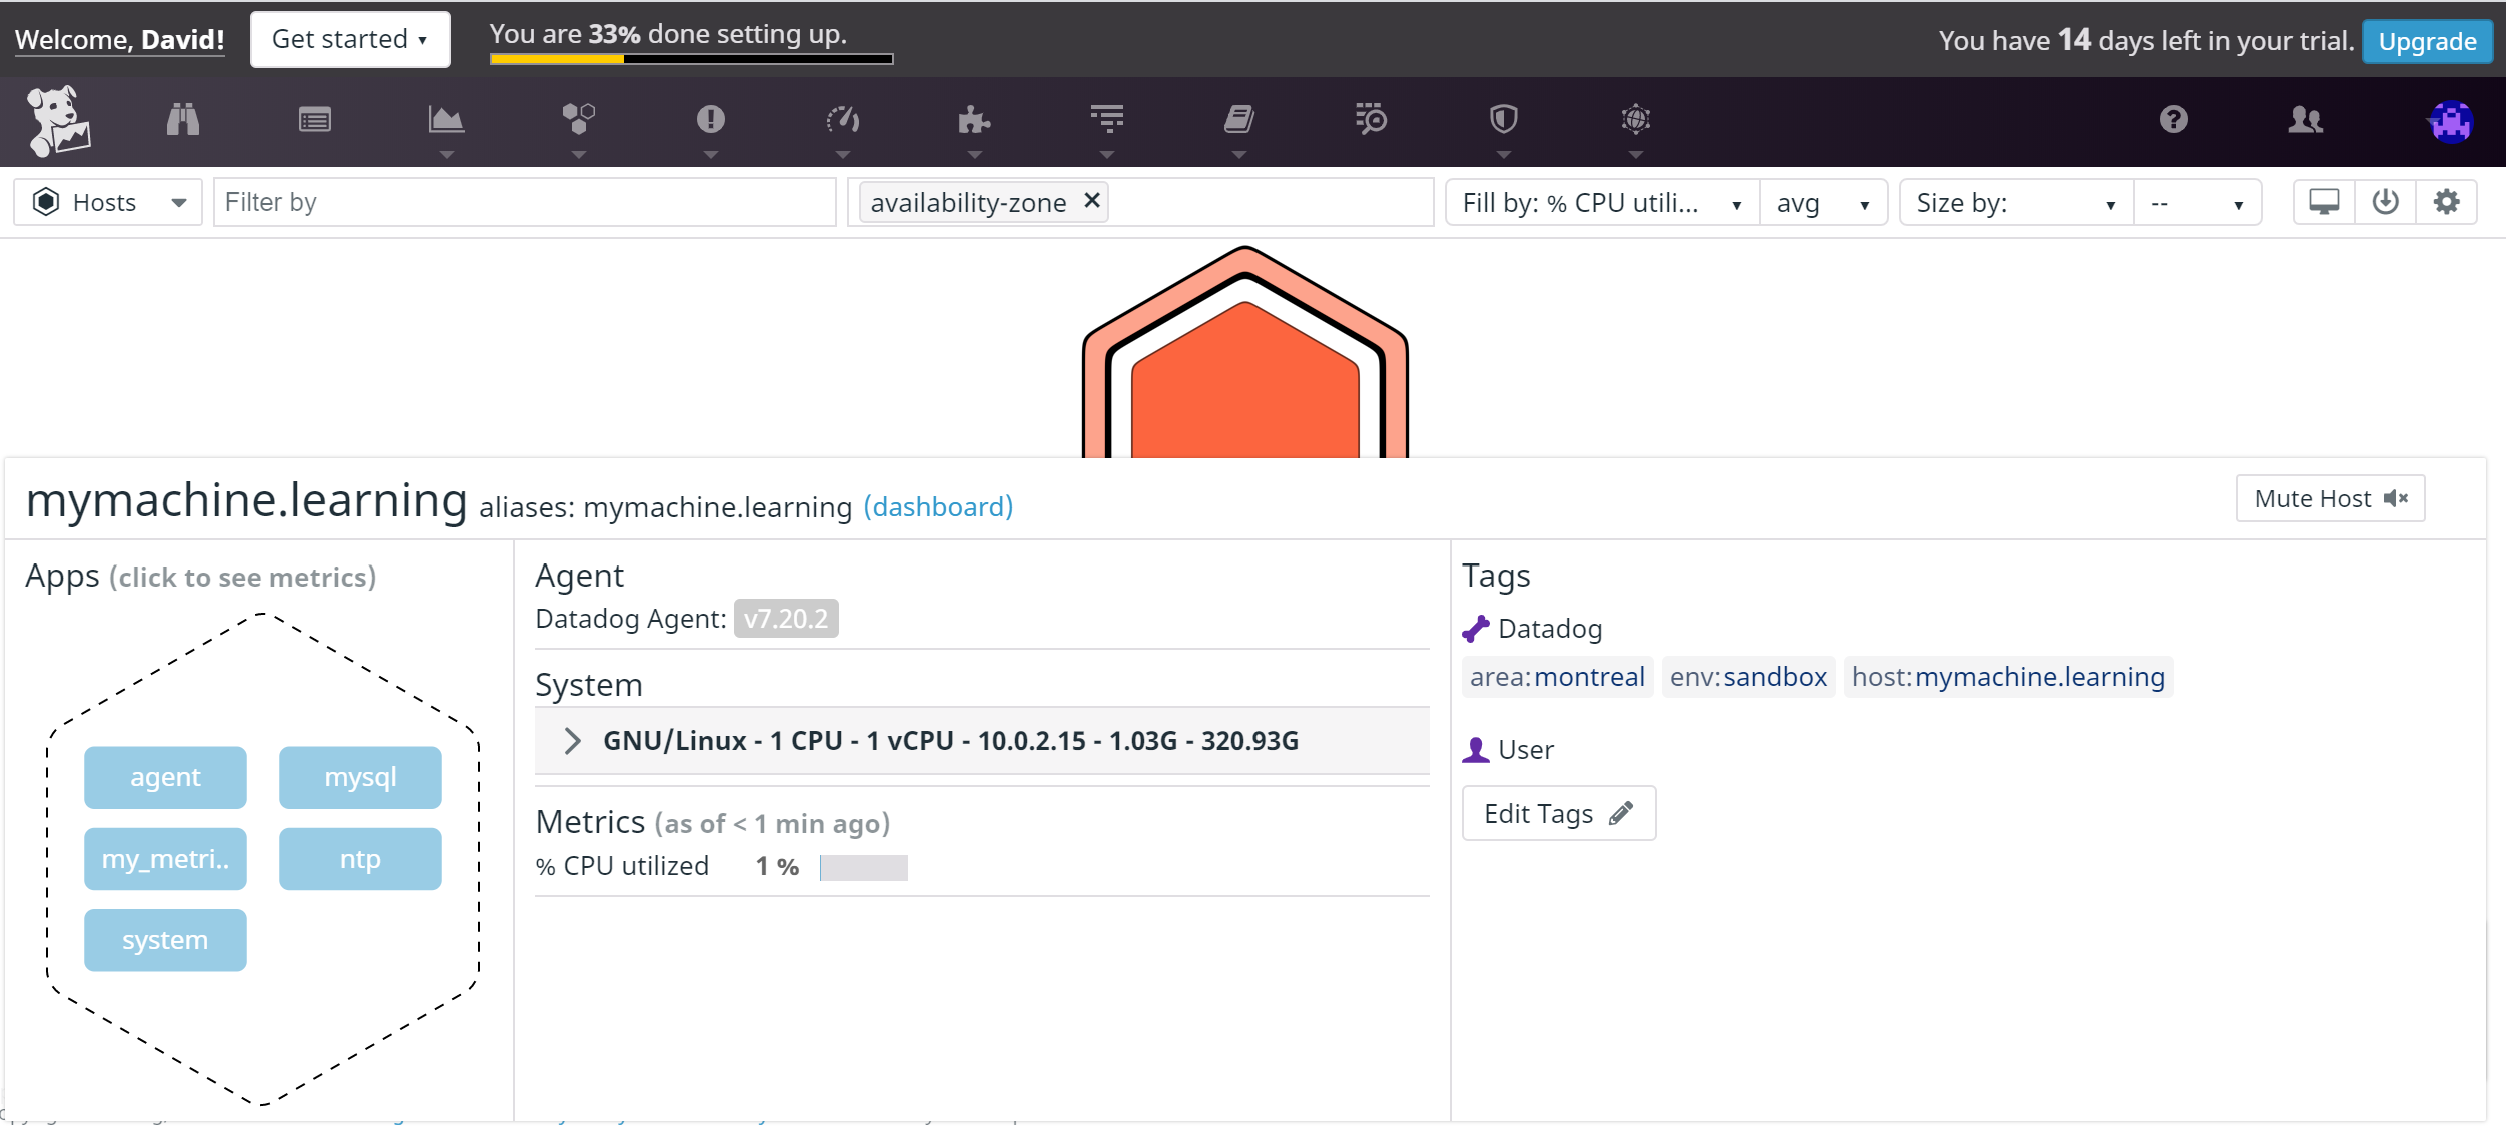 Welcome, David!
Get started ▾
You are 33% done setting up.
You have 14 days left in your trial.
Upgrade
Hosts
Filter by
availability-zone ✕
Fill by: % CPU utili...
avg
Size by:
--
mymachine.learning aliases: mymachine.learning (dashboard)
Mute Host
Apps (click to see metrics)
agent
mysql
my_metri..
ntp
system
Agent
Datadog Agent: v7.20.2
System
GNU/Linux - 1 CPU - 1 vCPU - 10.0.2.15 - 1.03G - 320.93G
Metrics (as of < 1 min ago)
% CPU utilized 1 %
Tags
Datadog
area:montreal env:sandbox host:mymachine.learning
User
Edit Tags